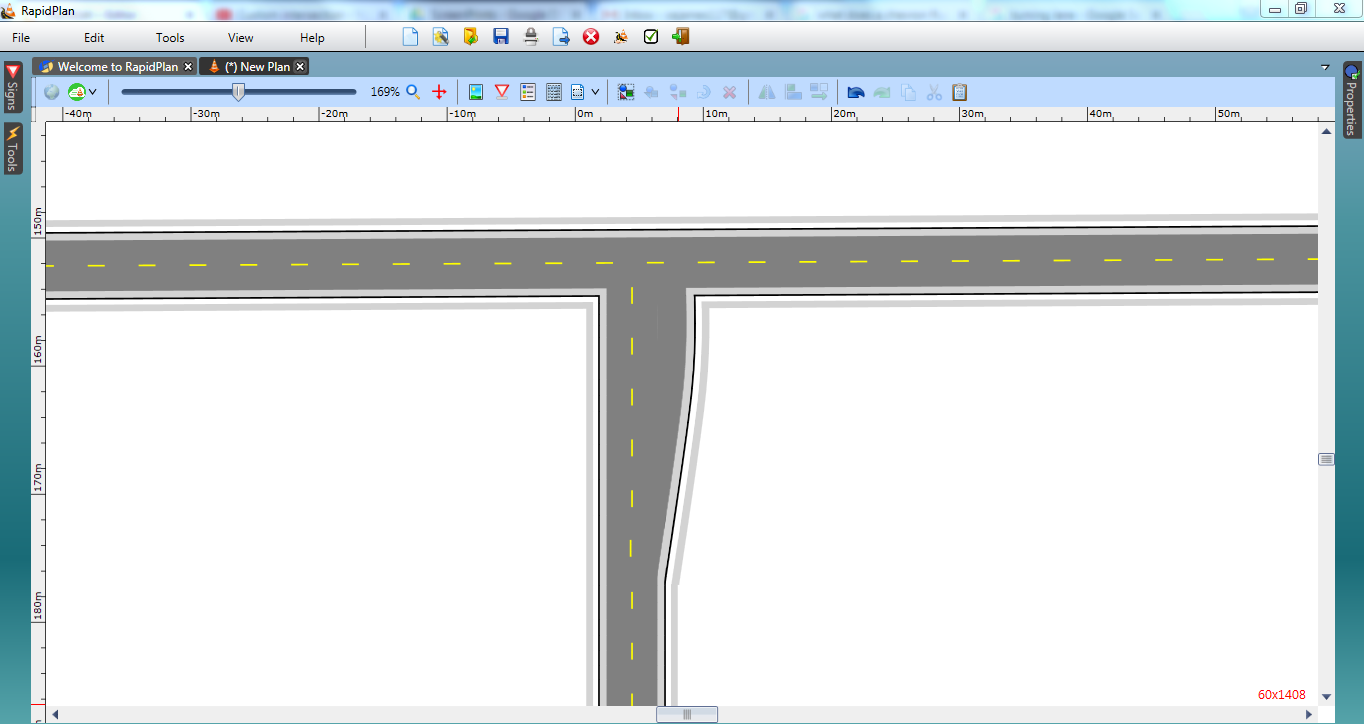 RapidPlan
File Edit Tools View Help
Welcome to RapidPlan (*) New Plan
Signs
Tools
Properties
169%
-40m -30m -20m -10m 0m 10m 20m 30m 40m 50m
150m
160m
170m
180m
60x1408